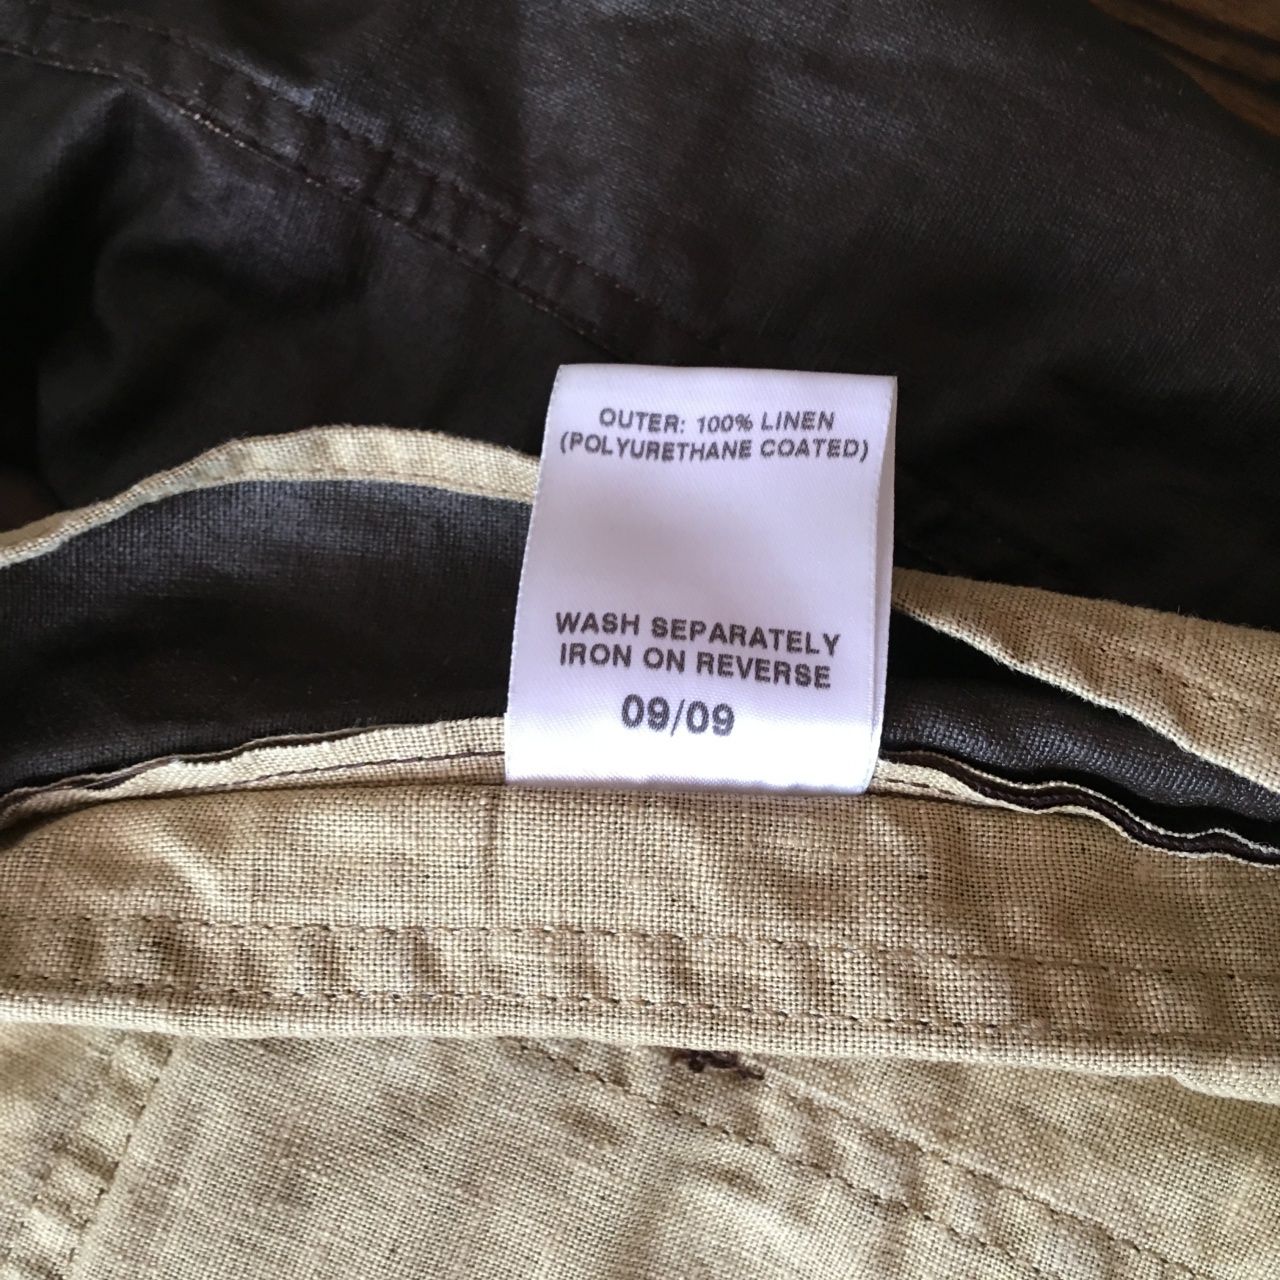 OUTER: 100% LINEN
(POLYURETHANE COATED)
WASH SEPARATELY
IRON ON REVERSE
09/09